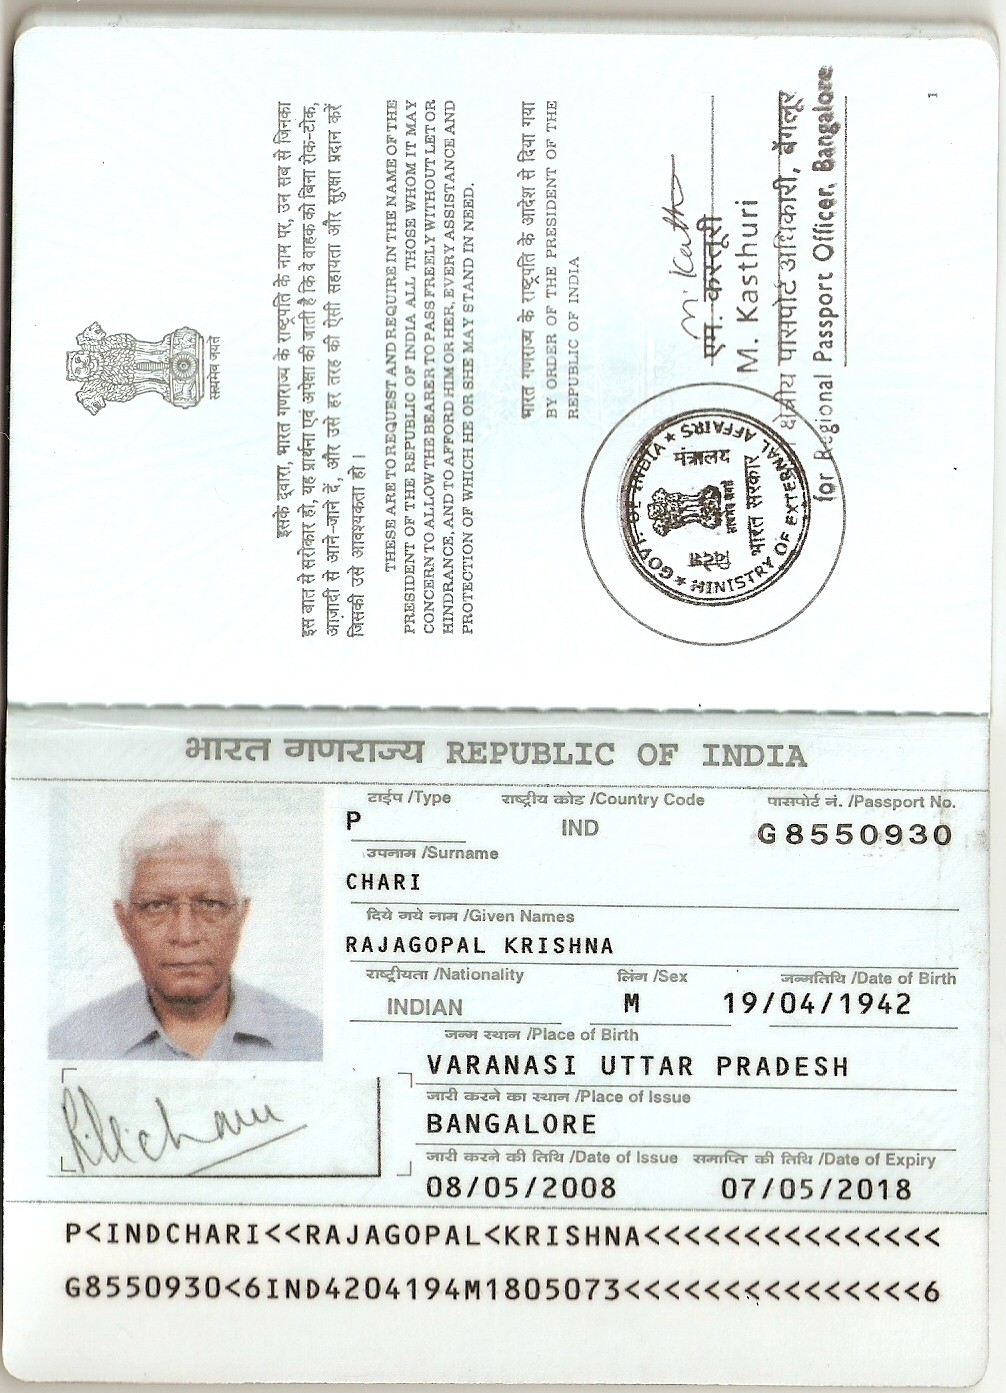 सत्यमेव जयते
इसके द्वारा, भारत गणराज्य के राष्ट्रपति के नाम पर, उन सब से जिनका
इस बात से सरोकार हो, यह प्रार्थना एवं अपेक्षा की जाती है कि वे वाहक को बिना रोक-टोक,
आज़ादी से आने-जाने दें, और उसे हर तरह की ऐसी सहायता और सुरक्षा प्रदान करें
जिसकी उसे आवश्यकता हो।
THESE ARE TO REQUEST AND REQUIRE IN THE NAME OF THE
PRESIDENT OF THE REPUBLIC OF INDIA ALL THOSE WHOM IT MAY
CONCERN TO ALLOW THE BEARER TO PASS FREELY WITHOUT LET OR
HINDRANCE, AND TO AFFORD HIM OR HER, EVERY ASSISTANCE AND
PROTECTION OF WHICH HE OR SHE MAY STAND IN NEED.
भारत गणराज्य के राष्ट्रपति के आदेश से दिया गया
BY ORDER OF THE PRESIDENT OF THE
REPUBLIC OF INDIA
GOVT. OF INDIA ★ MINISTRY OF EXTERNAL AFFAIRS ★
विदेश मंत्रालय
सत्यमेव जयते
भारत सरकार
एम. कस्तूरी
M. Kasthuri
क्षेत्रीय पासपोर्ट अधिकारी, बेंगलूर
for Regional Passport Officer, Bangalore
1
भारत गणराज्य REPUBLIC OF INDIA
टाईप /Type राष्ट्रीय कोड /Country Code पासपोर्ट नं. /Passport No.
P IND G8550930
उपनाम /Surname
CHARI
दिये गये नाम /Given Names
RAJAGOPAL KRISHNA
राष्ट्रीयता /Nationality लिंग /Sex जन्मतिथि /Date of Birth
INDIAN M 19/04/1942
जन्म स्थान /Place of Birth
VARANASI UTTAR PRADESH
जारी करने का स्थान /Place of Issue
BANGALORE
जारी करने की तिथि /Date of Issue समाप्ति की तिथि /Date of Expiry
08/05/2008 07/05/2018
P<INDCHARI<<RAJAGOPAL<KRISHNA<<<<<<<<<<<<<<<
G8550930<6IND4204194M1805073<<<<<<<<<<<<<<<6